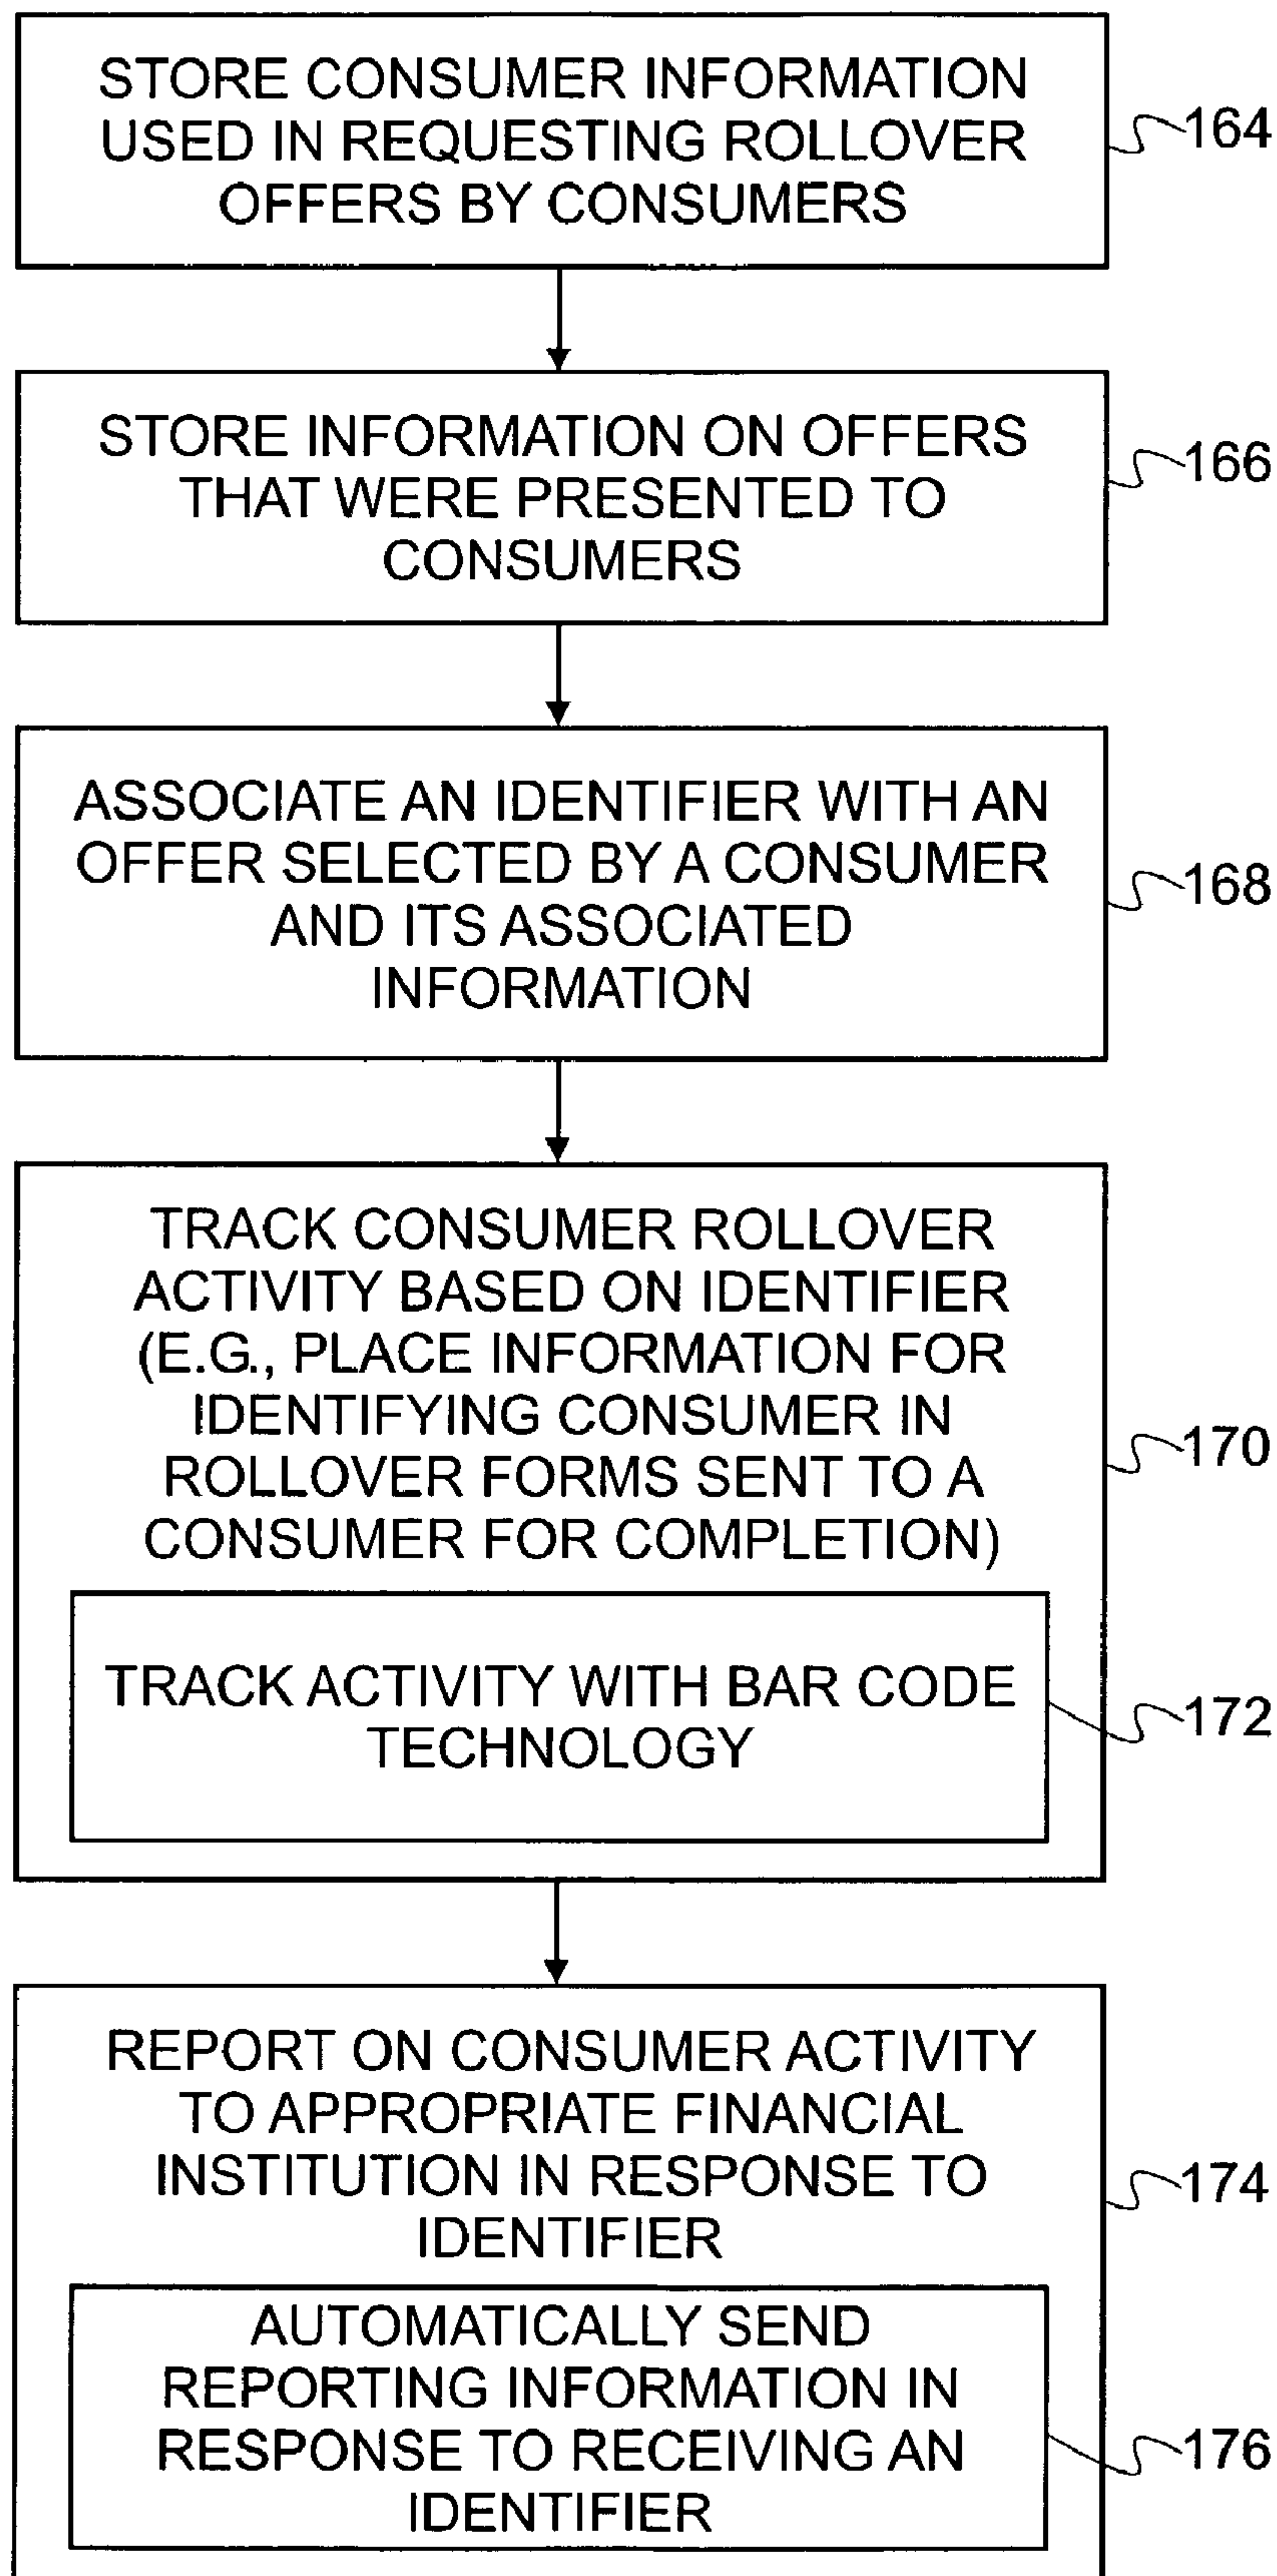 STORE CONSUMER INFORMATION
USED IN REQUESTING ROLLOVER
OFFERS BY CONSUMERS
164
STORE INFORMATION ON OFFERS
THAT WERE PRESENTED TO
CONSUMERS
166
ASSOCIATE AN IDENTIFIER WITH AN
OFFER SELECTED BY A CONSUMER
AND ITS ASSOCIATED
INFORMATION
168
TRACK CONSUMER ROLLOVER
ACTIVITY BASED ON IDENTIFIER
(E.G., PLACE INFORMATION FOR
IDENTIFYING CONSUMER IN
ROLLOVER FORMS SENT TO A
CONSUMER FOR COMPLETION)
170
TRACK ACTIVITY WITH BAR CODE
TECHNOLOGY
172
REPORT ON CONSUMER ACTIVITY
TO APPROPRIATE FINANCIAL
INSTITUTION IN RESPONSE TO
IDENTIFIER
174
AUTOMATICALLY SEND
REPORTING INFORMATION IN
RESPONSE TO RECEIVING AN
IDENTIFIER
176